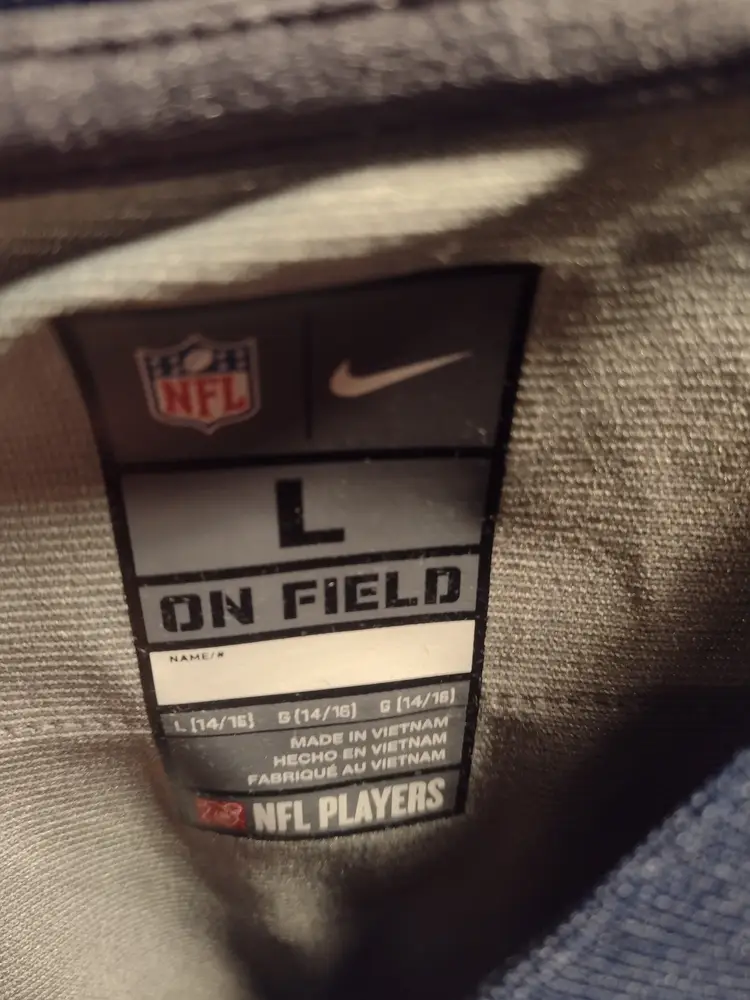 NFL
L
ON FIELD
NAME/#
L (14/16) G (14/16) G (14/16)
MADE IN VIETNAM
HECHO EN VIETNAM
FABRIQUÉ AU VIETNAM
NFL PLAYERS